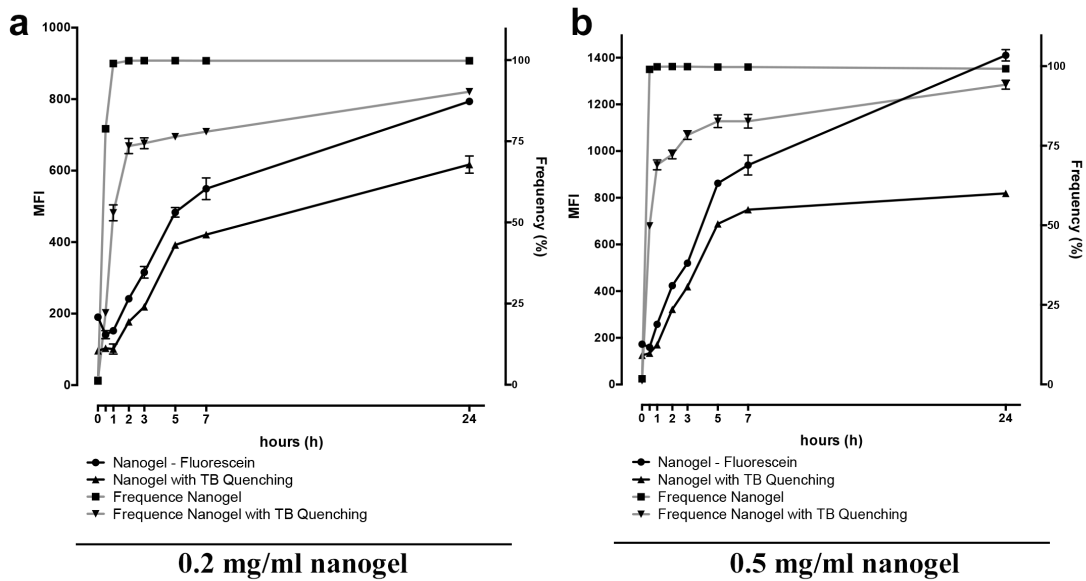 a
1000
800
600
400
200
0
MFI
100
75
50
25
0
Frequency (%)
0 1 2 3 5 7 24
hours (h)
Nanogel - Fluorescein
Nanogel with TB Quenching
Frequence Nanogel
Frequence Nanogel with TB Quenching
0.2 mg/ml nanogel
b
1400
1200
1000
800
600
400
200
0
MFI
100
75
50
25
0
Frequency (%)
0 1 2 3 5 7 24
hours (h)
Nanogel - Fluorescein
Nanogel with TB Quenching
Frequence Nanogel
Frequence Nanogel with TB Quenching
0.5 mg/ml nanogel